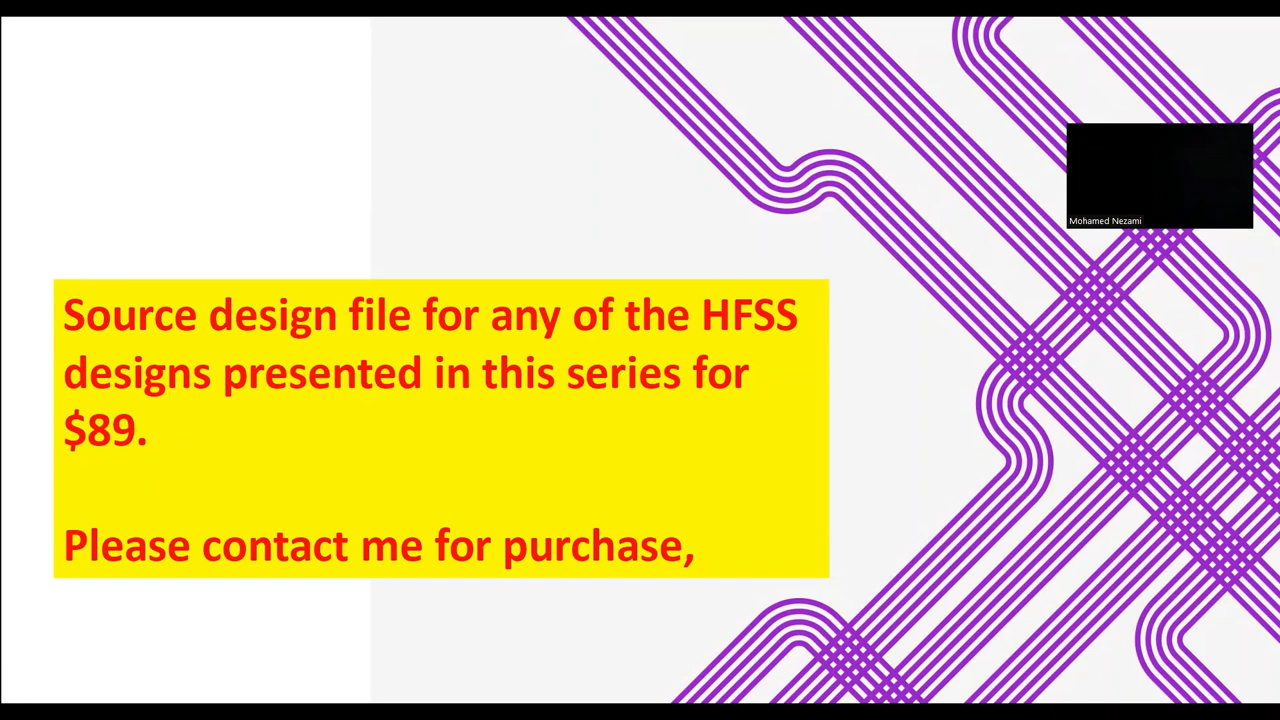 Mohamed Nezami
Source design file for any of the HFSS
designs presented in this series for
$89.
Please contact me for purchase,